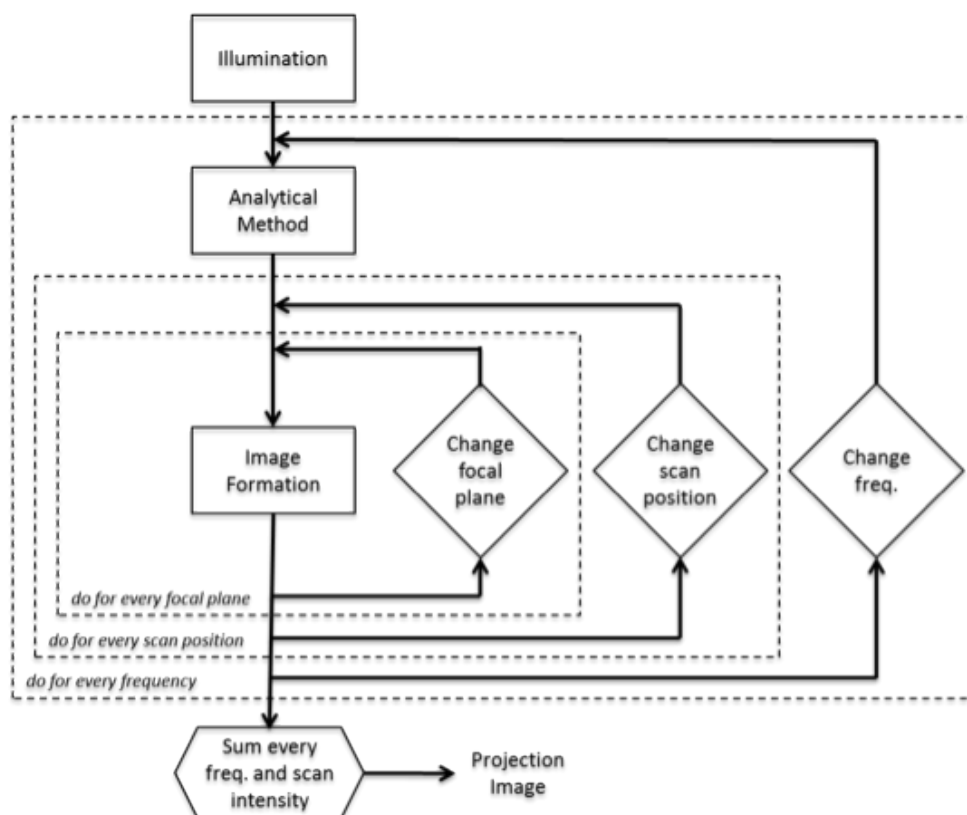 Illumination
Analytical
Method
Image
Formation
Change
focal
plane
Change
scan
position
Change
freq.
do for every focal plane
do for every scan position
do for every frequency
Sum every
freq. and scan
intensity
Projection
Image